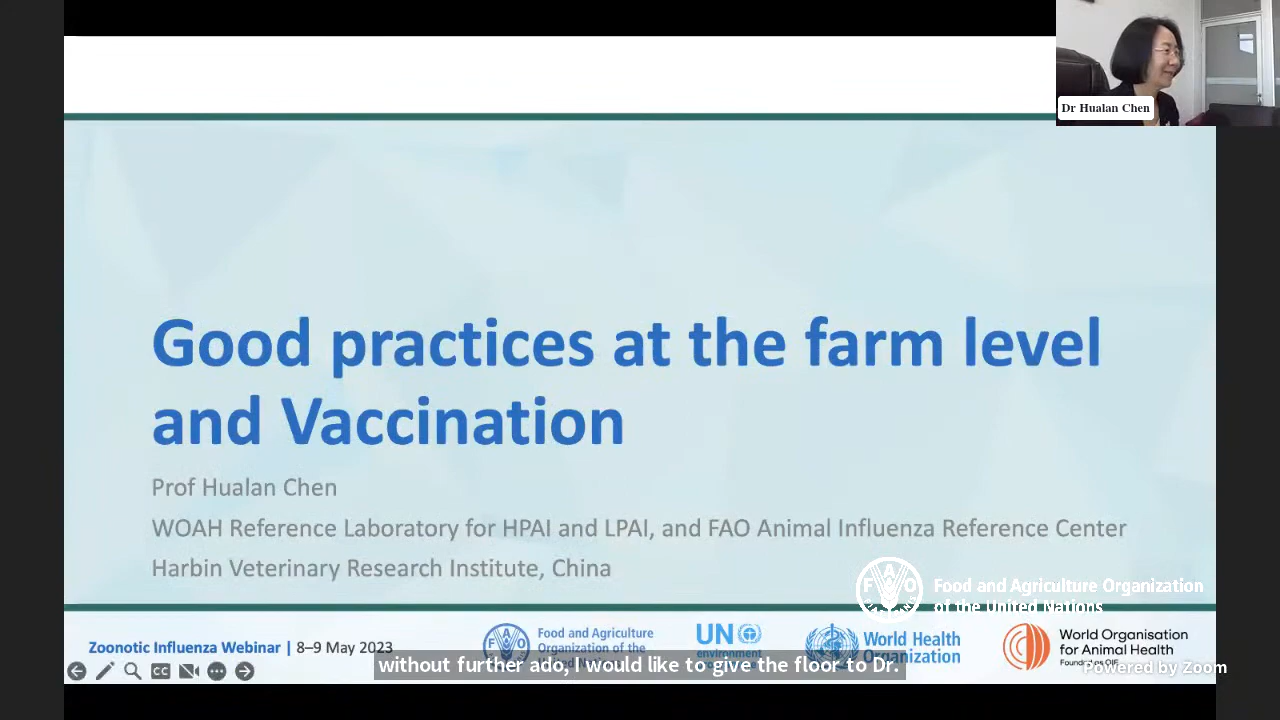 Dr Hualan Chen
Good practices at the farm level
and Vaccination
Prof Hualan Chen
WOAH Reference Laboratory for HPAI and LPAI, and FAO Animal Influenza Reference Center
Harbin Veterinary Research Institute, China
FAO
Food and Agriculture Organization
of the United Nations
Zoonotic Influenza Webinar | 8–9 May 2023
FAO
Food and Agriculture
Organization of the
UN
environment
World Health
Organization
World Organisation
for Animal Health
Founded as OIE
CC
without further ado, I would like to give the floor to Dr.
Powered by Zoom